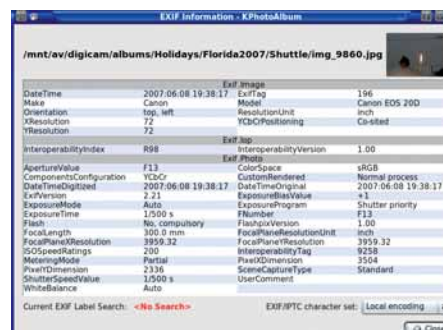 EXIF Information - KPhotoAlbum
/mnt/av/digicam/albums/Holidays/Florida2007/Shuttle/img_9860.jpg
Exif.Image
DateTime 2007:06:08 19:38:17 ExifTag 196
Make Canon Model Canon EOS 20D
Orientation top, left ResolutionUnit inch
XResolution 72 YCbCrPositioning Co-sited
YResolution 72
Exif.Iop
InteroperabilityIndex R98 InteroperabilityVersion 1.00
Exif.Photo
ApertureValue F13 ColorSpace sRGB
ComponentsConfiguration YCbCr CustomRendered Normal process
DateTimeDigitized 2007:06:08 19:38:17 DateTimeOriginal 2007:06:08 19:38:17
ExifVersion 2.21 ExposureBiasValue +1
ExposureMode Auto ExposureProgram Shutter priority
ExposureTime 1/500 s FNumber F13
Flash No, compulsory FlashpixVersion 1.00
FocalLength 300.0 mm FocalPlaneResolutionUnit inch
FocalPlaneXResolution 3959.32 FocalPlaneYResolution 3959.32
ISOSpeedRatings 200 InteroperabilityTag 9258
MeteringMode Partial PixelXDimension 3504
PixelYDimension 2336 SceneCaptureType Standard
ShutterSpeedValue 1/500 s UserComment
WhiteBalance Auto
Current EXIF Label Search: <No Search> EXIF/IPTC character set: Local encoding